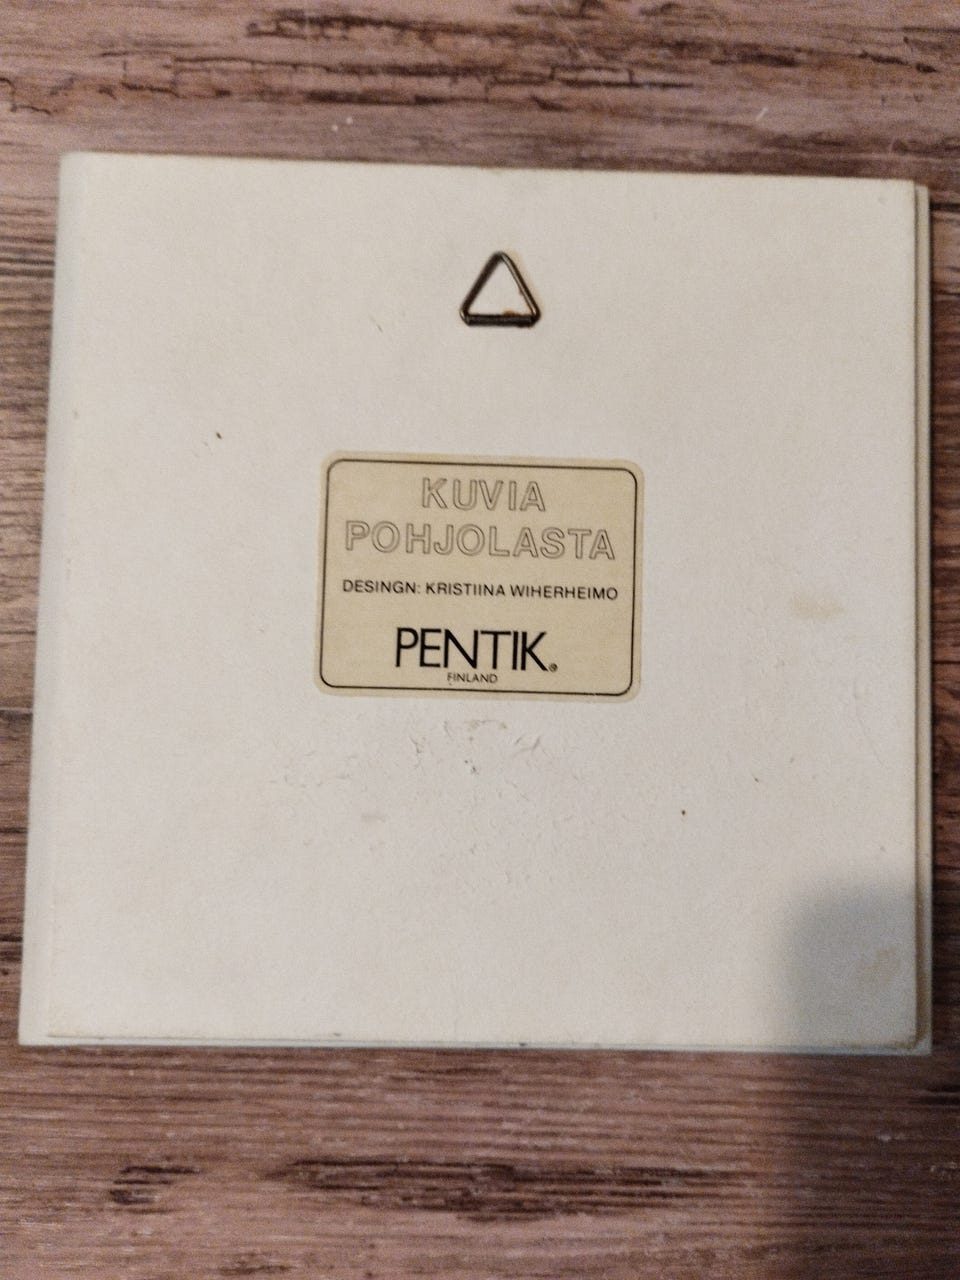 KUVIA
POHJOLASTA
DESINGN: KRISTIINA WIHERHEIMO
PENTIK®
FINLAND